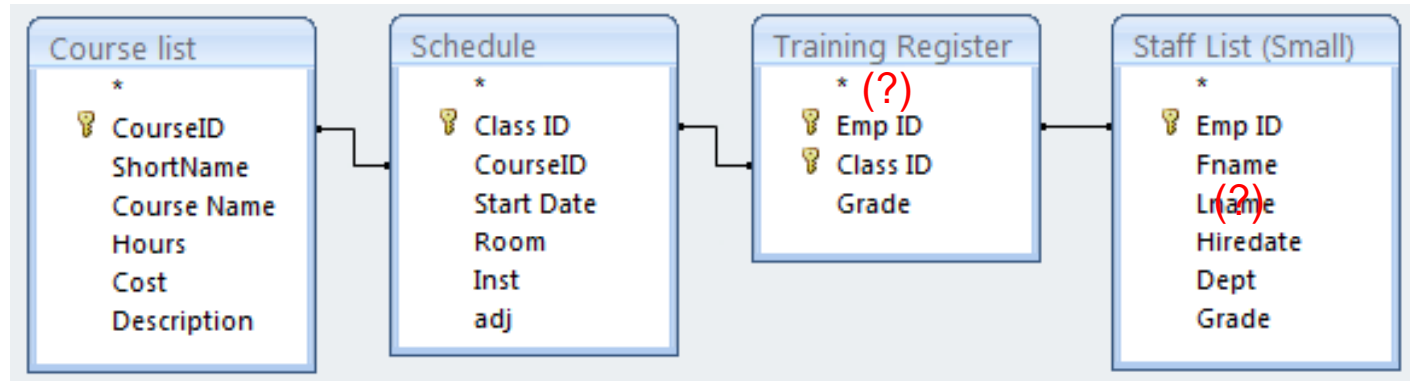 Course list
*
CourseID
ShortName
Course Name
Hours
Cost
Description
Schedule
*
Class ID
CourseID
Start Date
Room
Inst
adj
Training Register
* (?)
Emp ID
Class ID
Grade
Staff List (Small)
*
Emp ID
Fname
Lname
(?)
Hiredate
Dept
Grade